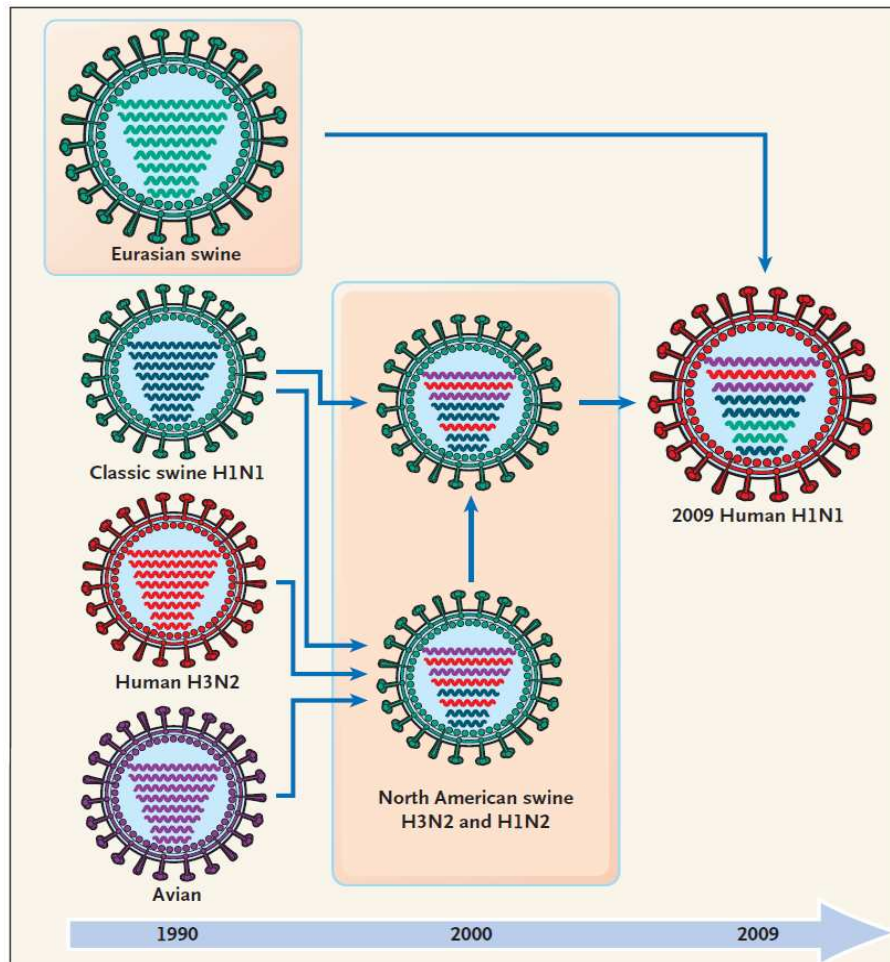 Eurasian swine
Classic swine H1N1
2009 Human H1N1
Human H3N2
North American swine
H3N2 and H1N2
Avian
1990
2000
2009